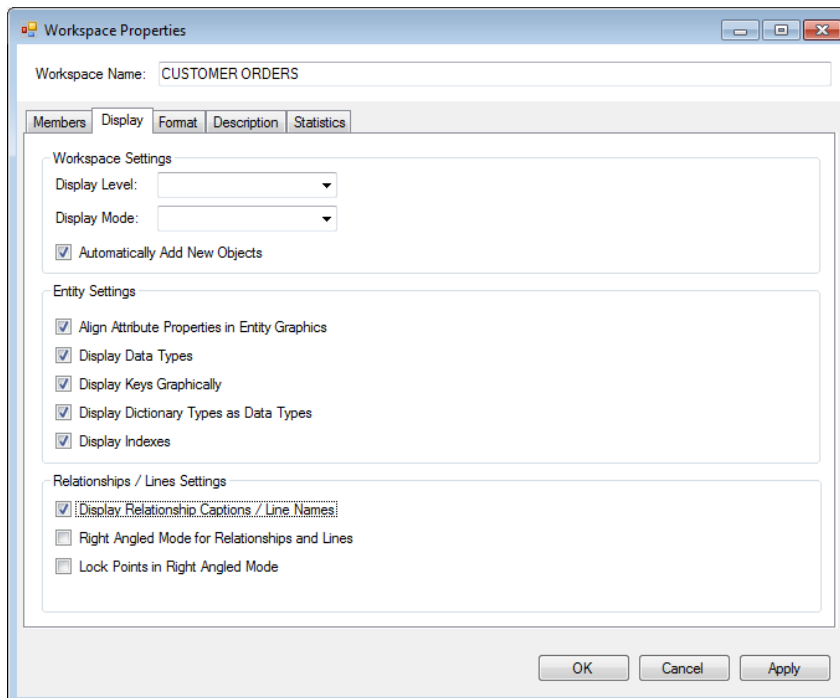 Workspace Properties
Workspace Name: CUSTOMER ORDERS
Members Display Format Description Statistics
Workspace Settings
Display Level:
Display Mode:
Automatically Add New Objects
Entity Settings
Align Attribute Properties in Entity Graphics
Display Data Types
Display Keys Graphically
Display Dictionary Types as Data Types
Display Indexes
Relationships / Lines Settings
Display Relationship Captions / Line Names
Right Angled Mode for Relationships and Lines
Lock Points in Right Angled Mode
OK Cancel Apply